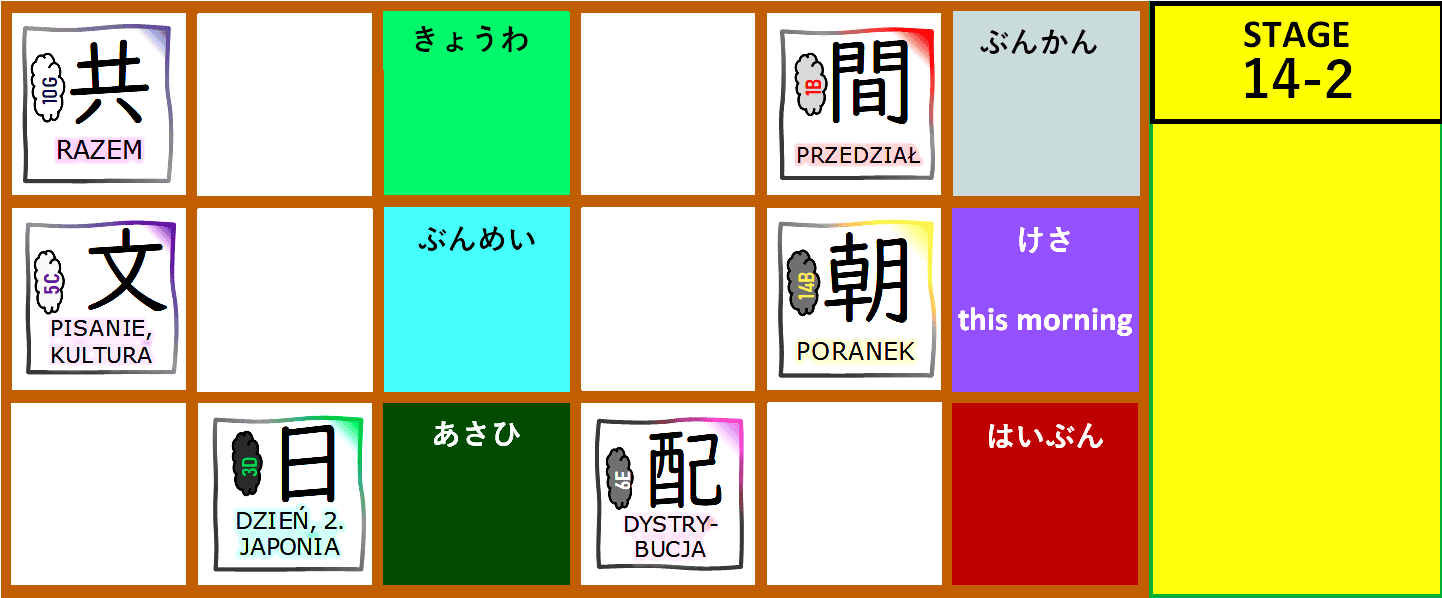 10G
共
RAZEM
きょうわ
1B
間
PRZEDZIAŁ
ぶんかん
STAGE
14-2
5C
文
PISANIE,
KULTURA
ぶんめい
14B
朝
PORANEK
けさ
this morning
3D
日
DZIEŃ, 2.
JAPONIA
あさひ
6E
配
DYSTRY-
BUCJA
はいぶん